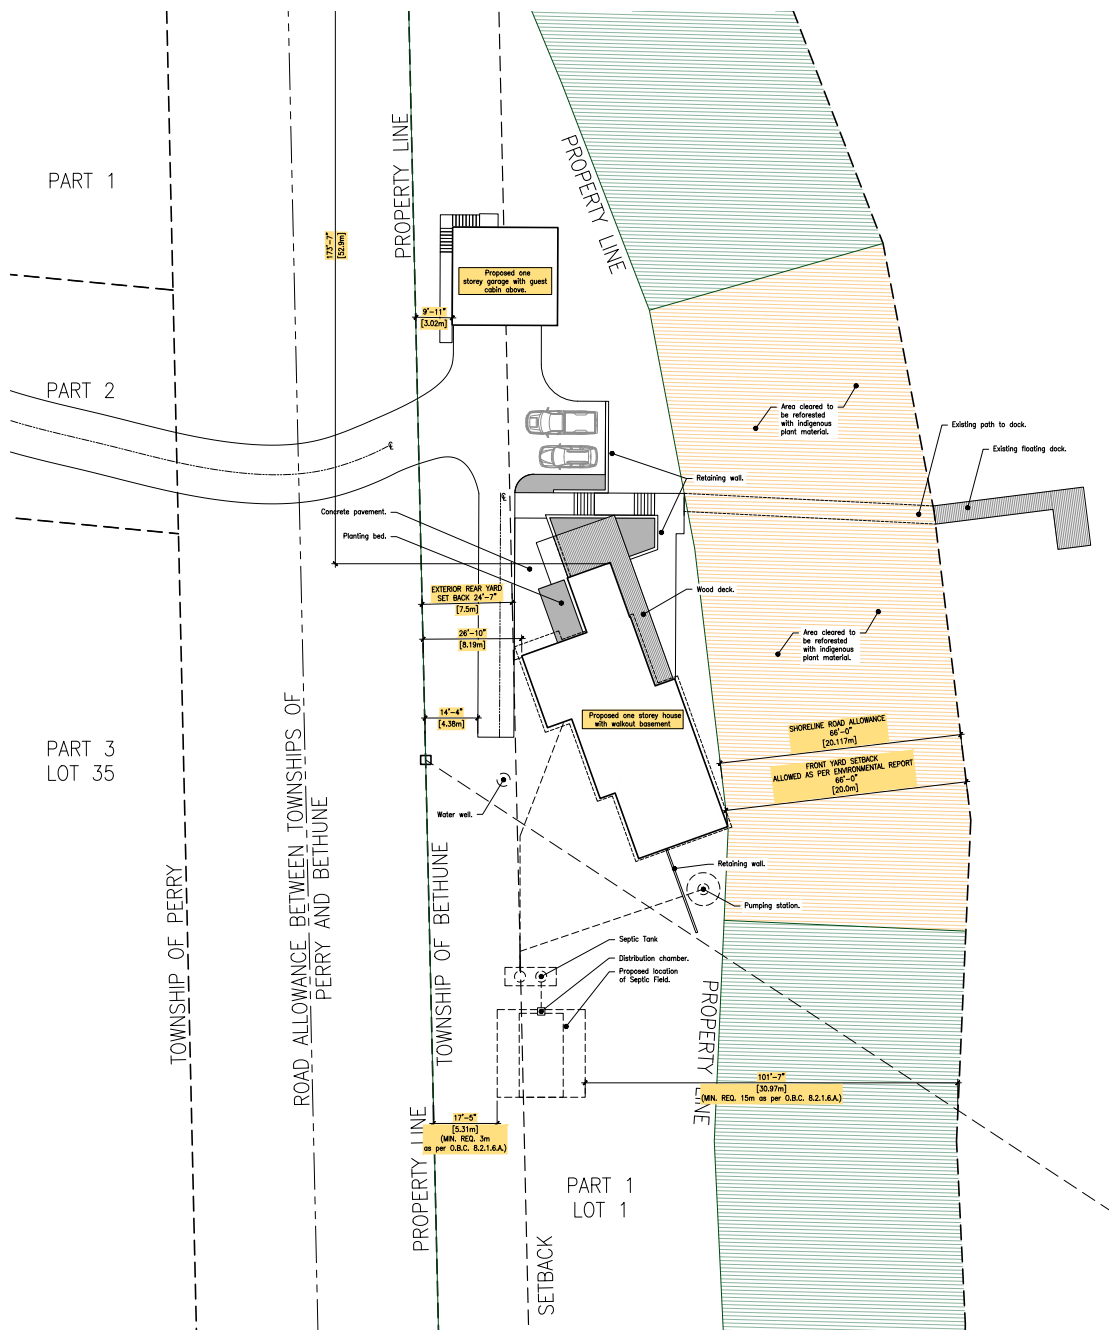 PART 1
PROPERTY LINE
PROPERTY LINE
173'-7"
[52.9m]
Proposed one
storey garage with guest
cabin above.
9'-11"
[3.02m]
PART 2
Area cleared to
be reforested
with indigenous
plant material.
Existing path to dock.
Existing floating dock.
Retaining wall.
Concrete pavement.
Planting bed.
EXTERIOR REAR YARD
SET BACK 24'-7"
[7.5m]
Wood deck.
26'-10"
[8.19m]
Area cleared to
be reforested
with indigenous
plant material.
14'-4"
[4.38m]
Proposed one storey house
with walkout basement
SHORELINE ROAD ALLOWANCE
66'-0"
[20.117m]
FRONT YARD SETBACK
ALLOWED AS PER ENVIRONMENTAL REPORT
66'-0"
[20.0m]
PART 3
LOT 35
Water well.
Retaining wall.
Pumping station.
TOWNSHIP OF PERRY
ROAD ALLOWANCE BETWEEN TOWNSHIPS OF
PERRY AND BETHUNE
TOWNSHIP OF BETHUNE
Septic Tank
Distribution chamber.
Proposed location
of Septic Field.
PROPERTY LINE
101'-7"
[30.97m]
(MIN. REQ. 15m as per O.B.C. 8.2.1.6.A.)
17'-5"
[5.31m]
(MIN. REQ. 3m
as per O.B.C. 8.2.1.6.A.)
PROPERTY LINE
PART 1
LOT 1
SETBACK